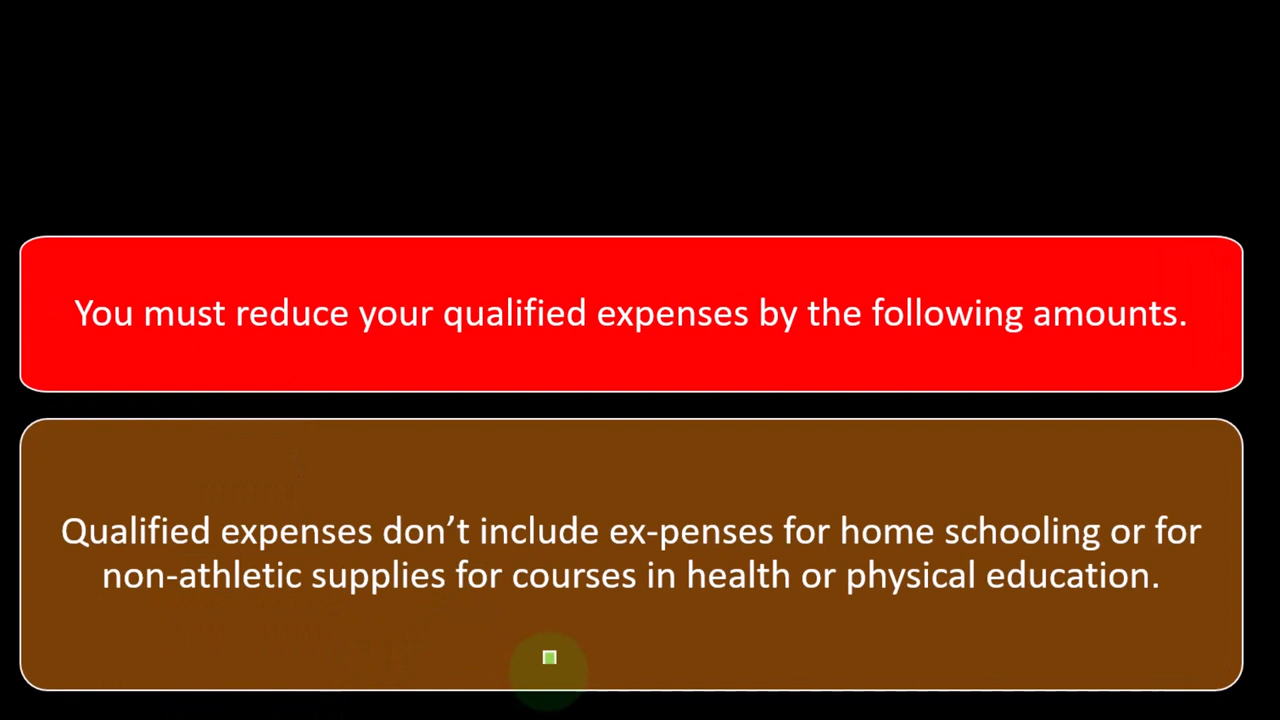 You must reduce your qualified expenses by the following amounts.
Qualified expenses don’t include ex-penses for home schooling or for
non-athletic supplies for courses in health or physical education.